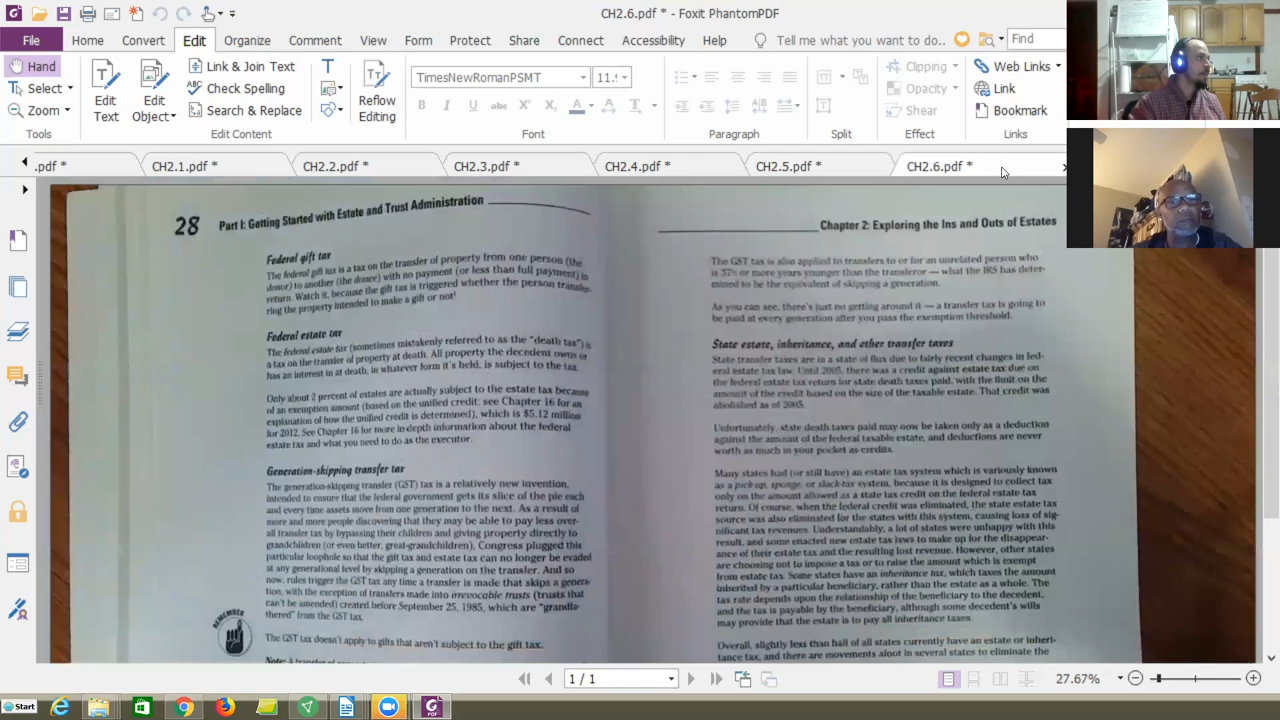 CH2.6.pdf * - Foxit PhantomPDF
File Home Convert Edit Organize Comment View Form Protect Share Connect Accessibility Help Tell me what you want to do.. Find
Hand
Select
Zoom
Tools
Edit Text
Edit Object
Link & Join Text
Check Spelling
Search & Replace
Edit Content
Reflow Editing
TimesNewRomanPSMT 11.
Font
Paragraph
Split
Clipping
Opacity
Shear
Effect
Web Links
Link
Bookmark
Links
.pdf * CH2.1.pdf * CH2.2.pdf * CH2.3.pdf * CH2.4.pdf * CH2.5.pdf * CH2.6.pdf *
28 Part I: Getting Started with Estate and Trust Administration
Federal gift tax
The federal gift tax is a tax on the transfer of property from one person (the
donor) to another (the donee) with no payment (or less than full payment) in
return. Watch it, because the gift tax is triggered whether the person transfer-
ring the property intended to make a gift or not!
Federal estate tax
The federal estate tax (sometimes mistakenly referred to as the “death tax”) is
a tax on the transfer of property at death. All property the decedent owns or
has an interest in at death, in whatever form it's held, is subject to the tax.
Only about 2 percent of estates are actually subject to the estate tax because
of an exemption amount (based on the unified credit; see Chapter 16 for an
explanation of how the unified credit is determined), which is $5.12 million
for 2012. See Chapter 16 for more in-depth information about the federal
estate tax and what you need to do as the executor.
Generation-skipping transfer tax
The generation-skipping transfer (GST) tax is a relatively new invention,
intended to ensure that the federal government gets its slice of the pie each
and every time assets move from one generation to the next. As a result of
more and more people discovering that they may be able to pay less over-
all transfer tax by bypassing their children and giving property directly to
grandchildren (or even better, great-grandchildren), Congress plugged this
particular loophole so that the gift tax and estate tax can no longer be evaded
at any generational level by skipping a generation on the transfer. And so
now, rules trigger the GST tax any time a transfer is made that skips a genera-
tion, with the exception of transfers made into irrevocable trusts (trusts that
can't be amended) created before September 25, 1985, which are “grandfa-
thered” from the GST tax.
REMEMBER
The GST tax doesn't apply to gifts that aren't subject to the gift tax.
Note: A transfer of
Chapter 2: Exploring the Ins and Outs of Estates
The GST tax is also applied to transfers to or for an unrelated person who
is 37½ or more years younger than the transferor — what the IRS has deter-
mined to be the equivalent of skipping a generation.
As you can see, there's just no getting around it — a transfer tax is going to
be paid at every generation after you pass the exemption threshold.
State estate, inheritance, and other transfer taxes
State transfer taxes are in a state of flux due to fairly recent changes in fed-
eral estate tax law. Until 2005, there was a credit against estate tax due on
the federal estate tax return for state death taxes paid, with the limit on the
amount of the credit based on the size of the taxable estate. That credit was
abolished as of 2005.
Unfortunately, state death taxes paid may now be taken only as a deduction
against the amount of the federal taxable estate, and deductions are never
worth as much in your pocket as credits.
Many states had (or still have) an estate tax system which is variously known
as a pick-up, sponge, or slack-tax system, because it is designed to collect tax
only on the amount allowed as a state tax credit on the federal estate tax
return. Of course, when the federal credit was eliminated, the state estate tax
source was also eliminated for the states with this system, causing loss of sig-
nificant tax revenues. Understandably, a lot of states were unhappy with this
result, and some enacted new estate tax laws to make up for the disappear-
ance of their estate tax and the resulting lost revenue. However, other states
are choosing not to impose a tax or to raise the amount which is exempt
from estate tax. Some states have an inheritance tax, which taxes the amount
inherited by a particular beneficiary, rather than the estate as a whole. The
tax rate depends upon the relationship of the beneficiary to the decedent,
and the tax is payable by the beneficiary, although some decedent's wills
may provide that the estate is to pay all inheritance taxes.
Overall, slightly less than half of all states currently have an estate or inheri-
tance tax, and there are movements afoot in several states to eliminate the
1 / 1
27.67%
Start